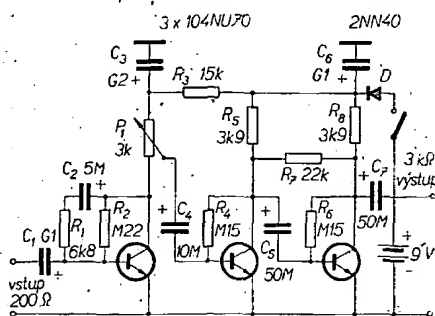 3 x 104NU70
2NN40
C3
G2 +
R3 15k
C6
G1 +
D
P1
3k
R5
3k9
R8
3k9
R7 22k
C7
+
50M
3kΩ
výstup
C2 5M
+
R1
6k8
R2
M22
C1 G1
+
+
C4
10M
R4
M15
+
C5
50M
R6
M15
+
9 V
-
vstup
200 Ω